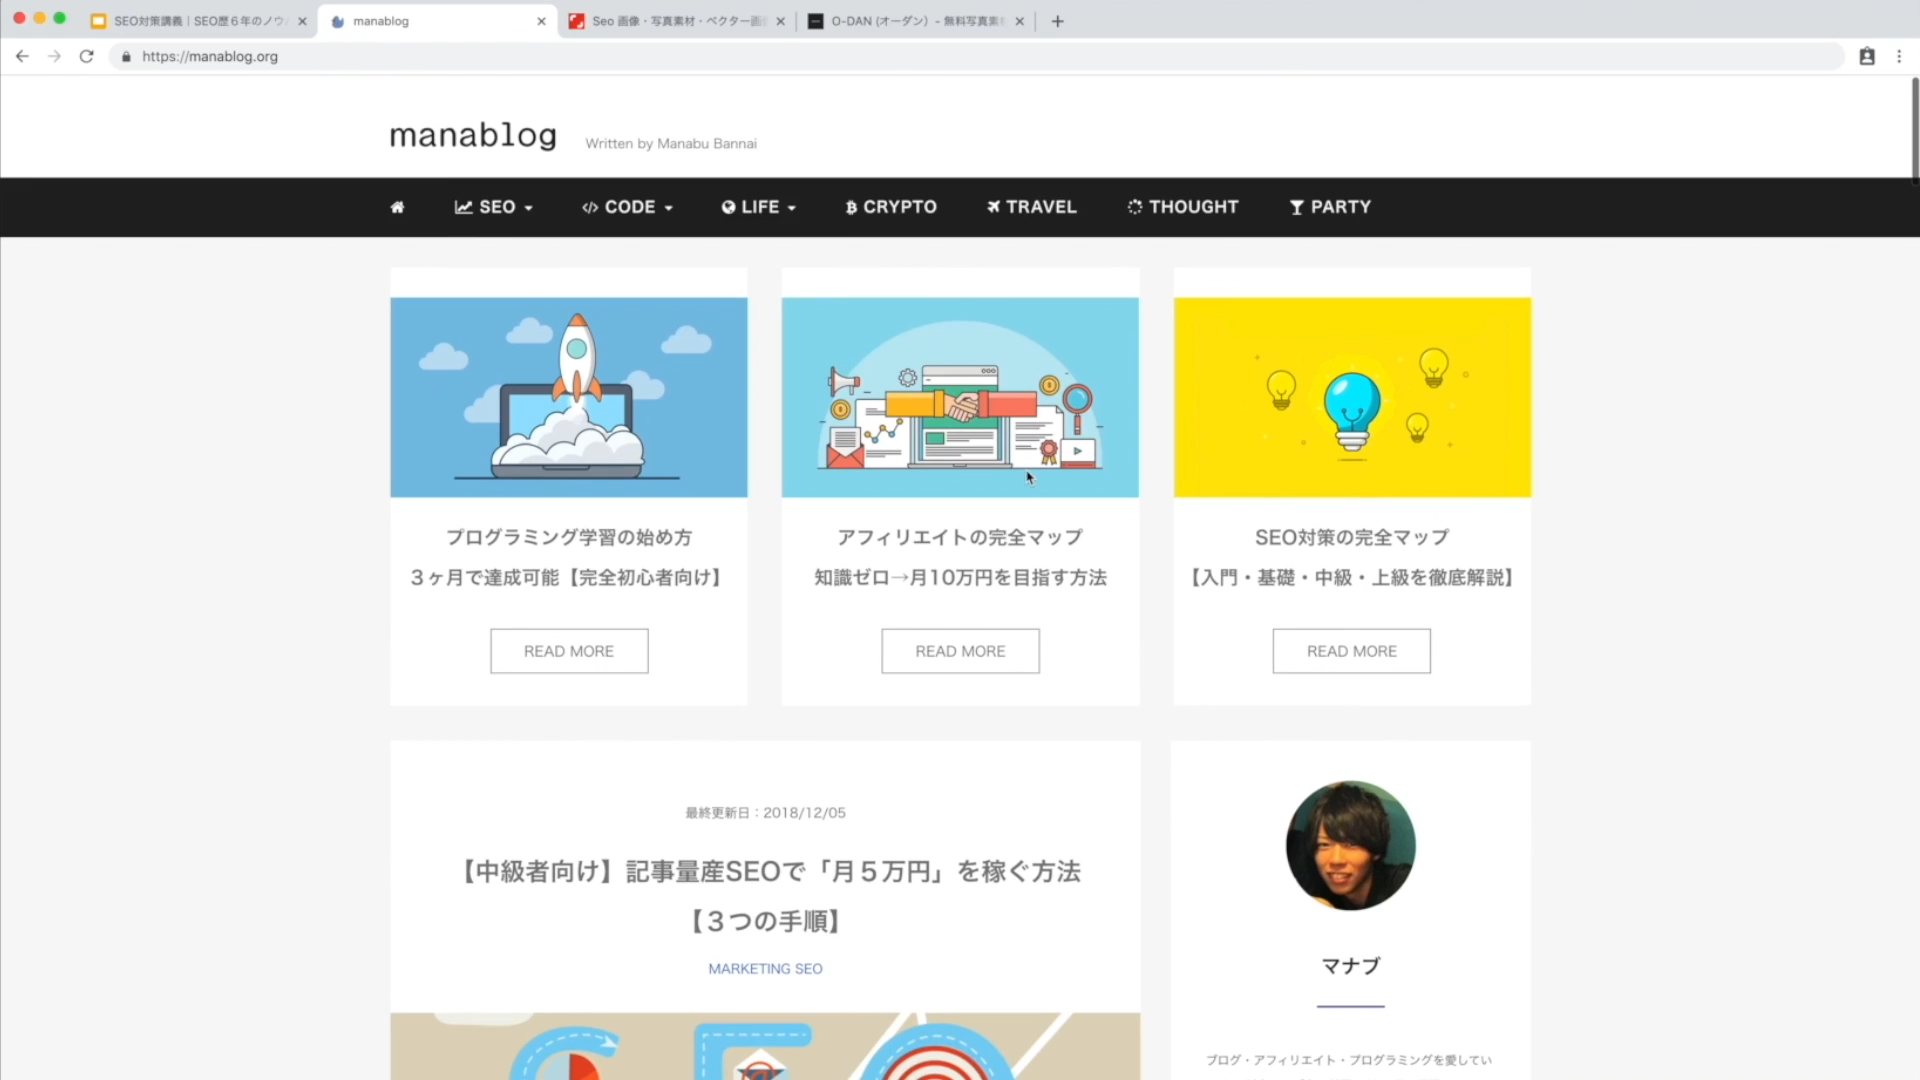 SEO対策講義｜SEO歴６年のノウ
manablog
Seo 画像・写真素材・ベクター画
O-DAN (オーダン) - 無料写真素
https://manablog.org
manablog
Written by Manabu Bannai
SEO
CODE
LIFE
CRYPTO
TRAVEL
THOUGHT
PARTY
プログラミング学習の始め方
３ヶ月で達成可能【完全初心者向け】
READ MORE
アフィリエイトの完全マップ
知識ゼロ→月10万円を目指す方法
READ MORE
SEO対策の完全マップ
【入門・基礎・中級・上級を徹底解説】
READ MORE
最終更新日：2018/12/05
【中級者向け】記事量産SEOで「月５万円」を稼ぐ方法
【３つの手順】
MARKETING SEO
マナブ
ブログ・アフィリエイト・プログラミングを愛してい